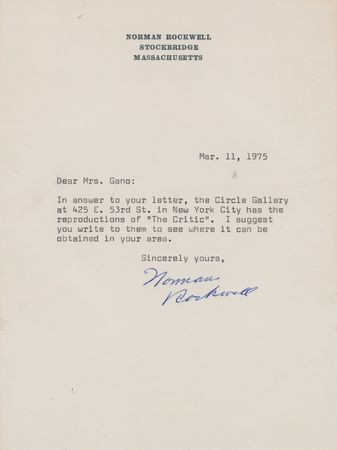 NORMAN ROCKWELL
STOCKBRIDGE
MASSACHUSETTS
Mar. 11, 1975
Dear Mrs. Gano:
In answer to your letter, the Circle Gallery
at 425 E. 53rd St. in New York City has the
reproductions of "The Critic". I suggest
you write to them to see where it can be
obtained in your area.
Sincerely yours,
Norman
Rockwell